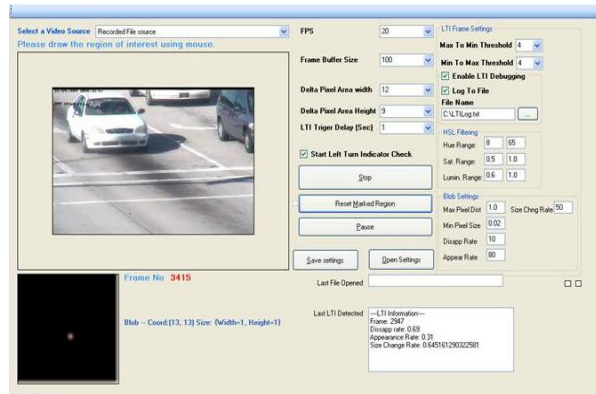 Select a Video Source Recorded File source
Please draw the region of interest using mouse.
FPS 20
Frame Buffer Size 100
Delta Pixel Area width 12
Delta Pixel Area Height 9
LTI Triger Delay (Sec) 1
Start Left Turn Indicator Check
Stop
Reset Marked Region
Pause
Save settings Open Settings
LTI Frame Settings
Max To Min Threshold 4
Min To Max Threshold 4
Enable LTI Debugging
Log To File
File Name
C:\LTILog.txt ...
HSL Filtering
Hue Range: 8 65
Sat. Range: 0.5 1.0
Lumin. Range: 0.6 1.0
Blob Settings
Max Pixel Dist 1.0 Size Chng Rate 50
Min Pixel Size 0.02
Disapp Rate 10
Appear Rate 80
Frame No 3415
Blob -- Coord:(13, 13) Size: {Width=1, Height=1}
Last File Opened
Last LTI Detected
---LTI Information---
Frame: 2947
Dissapp rate: 0.69
Appearance Rate: 0.31
Size Change Rate: 0.645161290322581